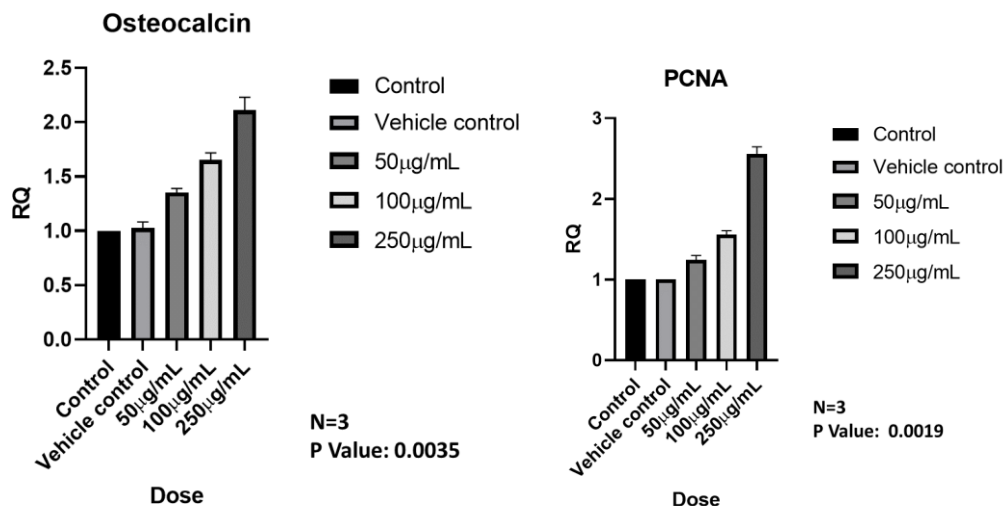 Osteocalcin
2.5
2.0
1.5
1.0
0.5
0.0
RQ
Control
Vehicle control
50µg/mL
100µg/mL
250µg/mL
Dose
Control
Vehicle control
50µg/mL
100µg/mL
250µg/mL
N=3
P Value: 0.0035
PCNA
3
2
1
0
RQ
Control
Vehicle control
50µg/mL
100µg/mL
250µg/mL
Dose
Control
Vehicle control
50µg/mL
100µg/mL
250µg/mL
N=3
P Value: 0.0019